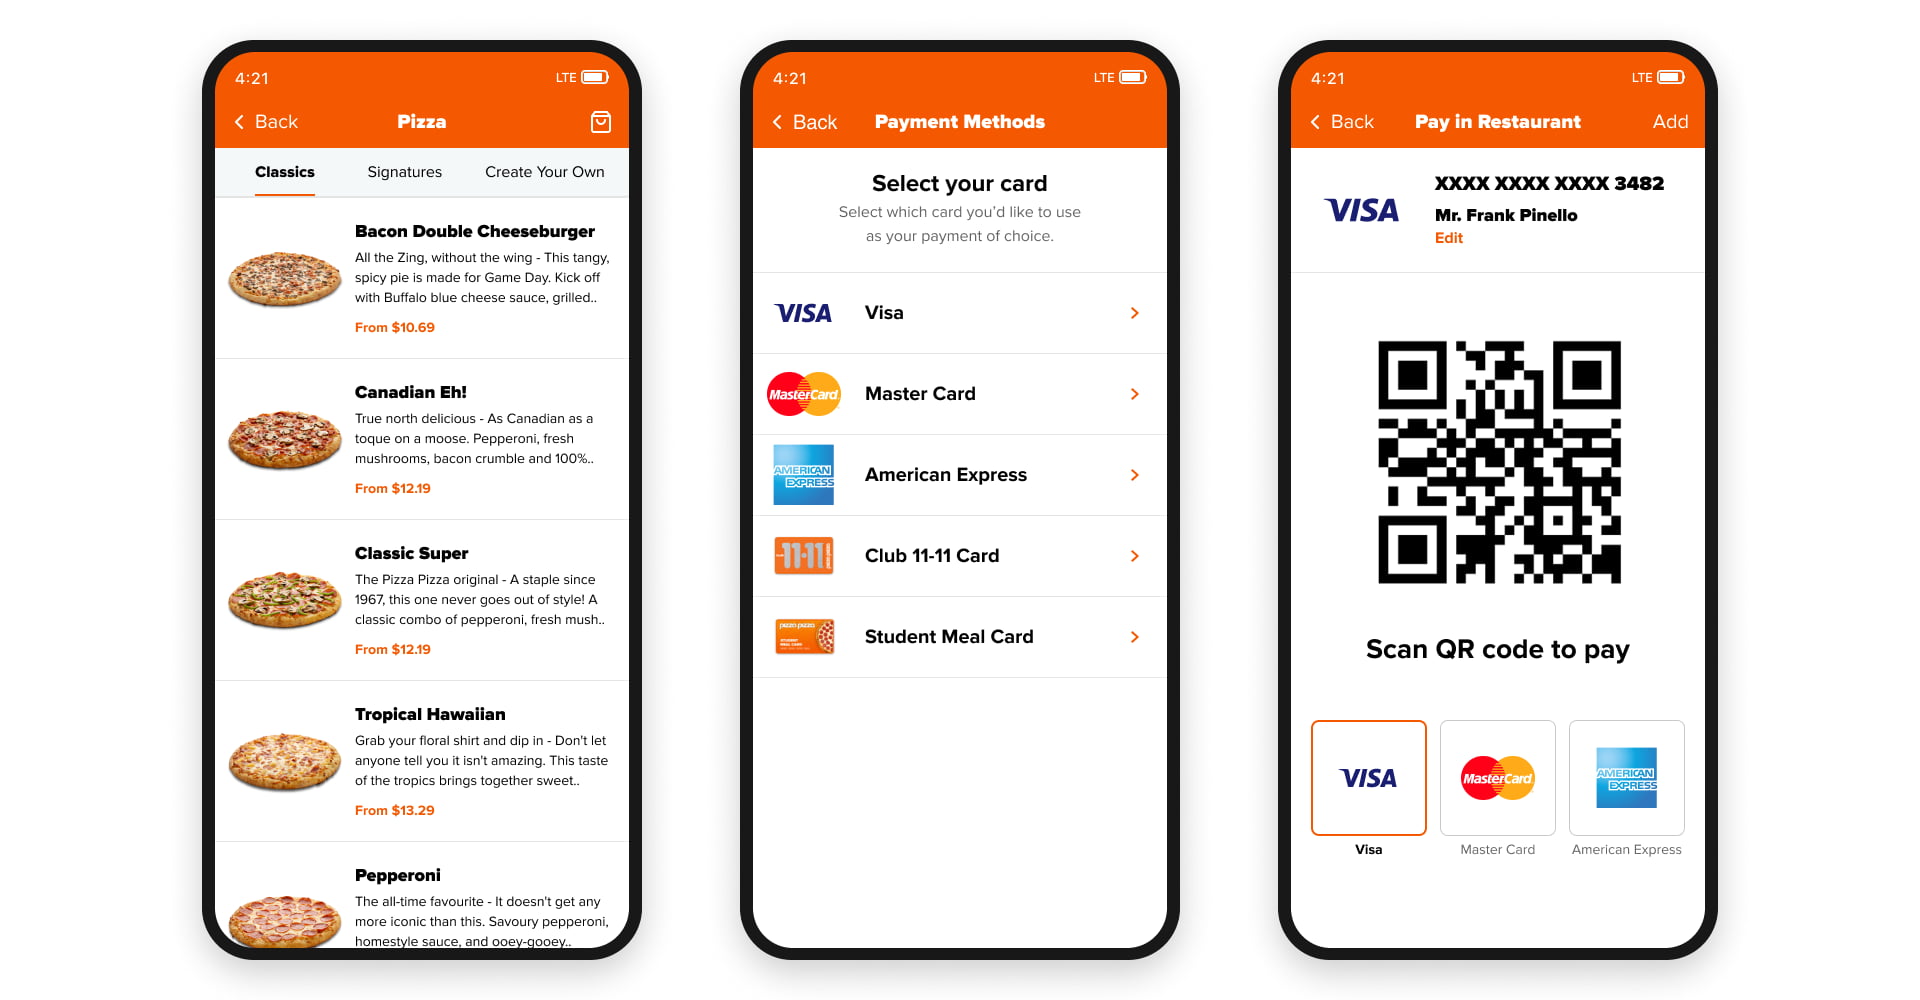 4:21
LTE
Back
Pizza
Classics
Signatures
Create Your Own
Bacon Double Cheeseburger
All the Zing, without the wing - This tangy,
spicy pie is made for Game Day. Kick off
with Buffalo blue cheese sauce, grilled..
From $10.69
Canadian Eh!
True north delicious - As Canadian as a
toque on a moose. Pepperoni, fresh
mushrooms, bacon crumble and 100%..
From $12.19
Classic Super
The Pizza Pizza original - A staple since
1967, this one never goes out of style! A
classic combo of pepperoni, fresh mush..
From $12.19
Tropical Hawaiian
Grab your floral shirt and dip in - Don't let
anyone tell you it isn't amazing. This taste
of the tropics brings together sweet..
From $13.29
Pepperoni
The all-time favourite - It doesn't get any
more iconic than this. Savoury pepperoni,
homestyle sauce, and ooey-gooey..
4:21
LTE
Back
Payment Methods
Select your card
Select which card you'd like to use
as your payment of choice.
VISA
Visa
MasterCard
Master Card
AMERICAN
EXPRESS
American Express
11-11
Club 11-11 Card
pizza pizza
STUDENT
MEAL CARD
Student Meal Card
4:21
LTE
Back
Pay in Restaurant
Add
VISA
XXXX XXXX XXXX 3482
Mr. Frank Pinello
Edit
Scan QR code to pay
VISA
MasterCard
AMERICAN
EXPRESS
Visa
Master Card
American Express